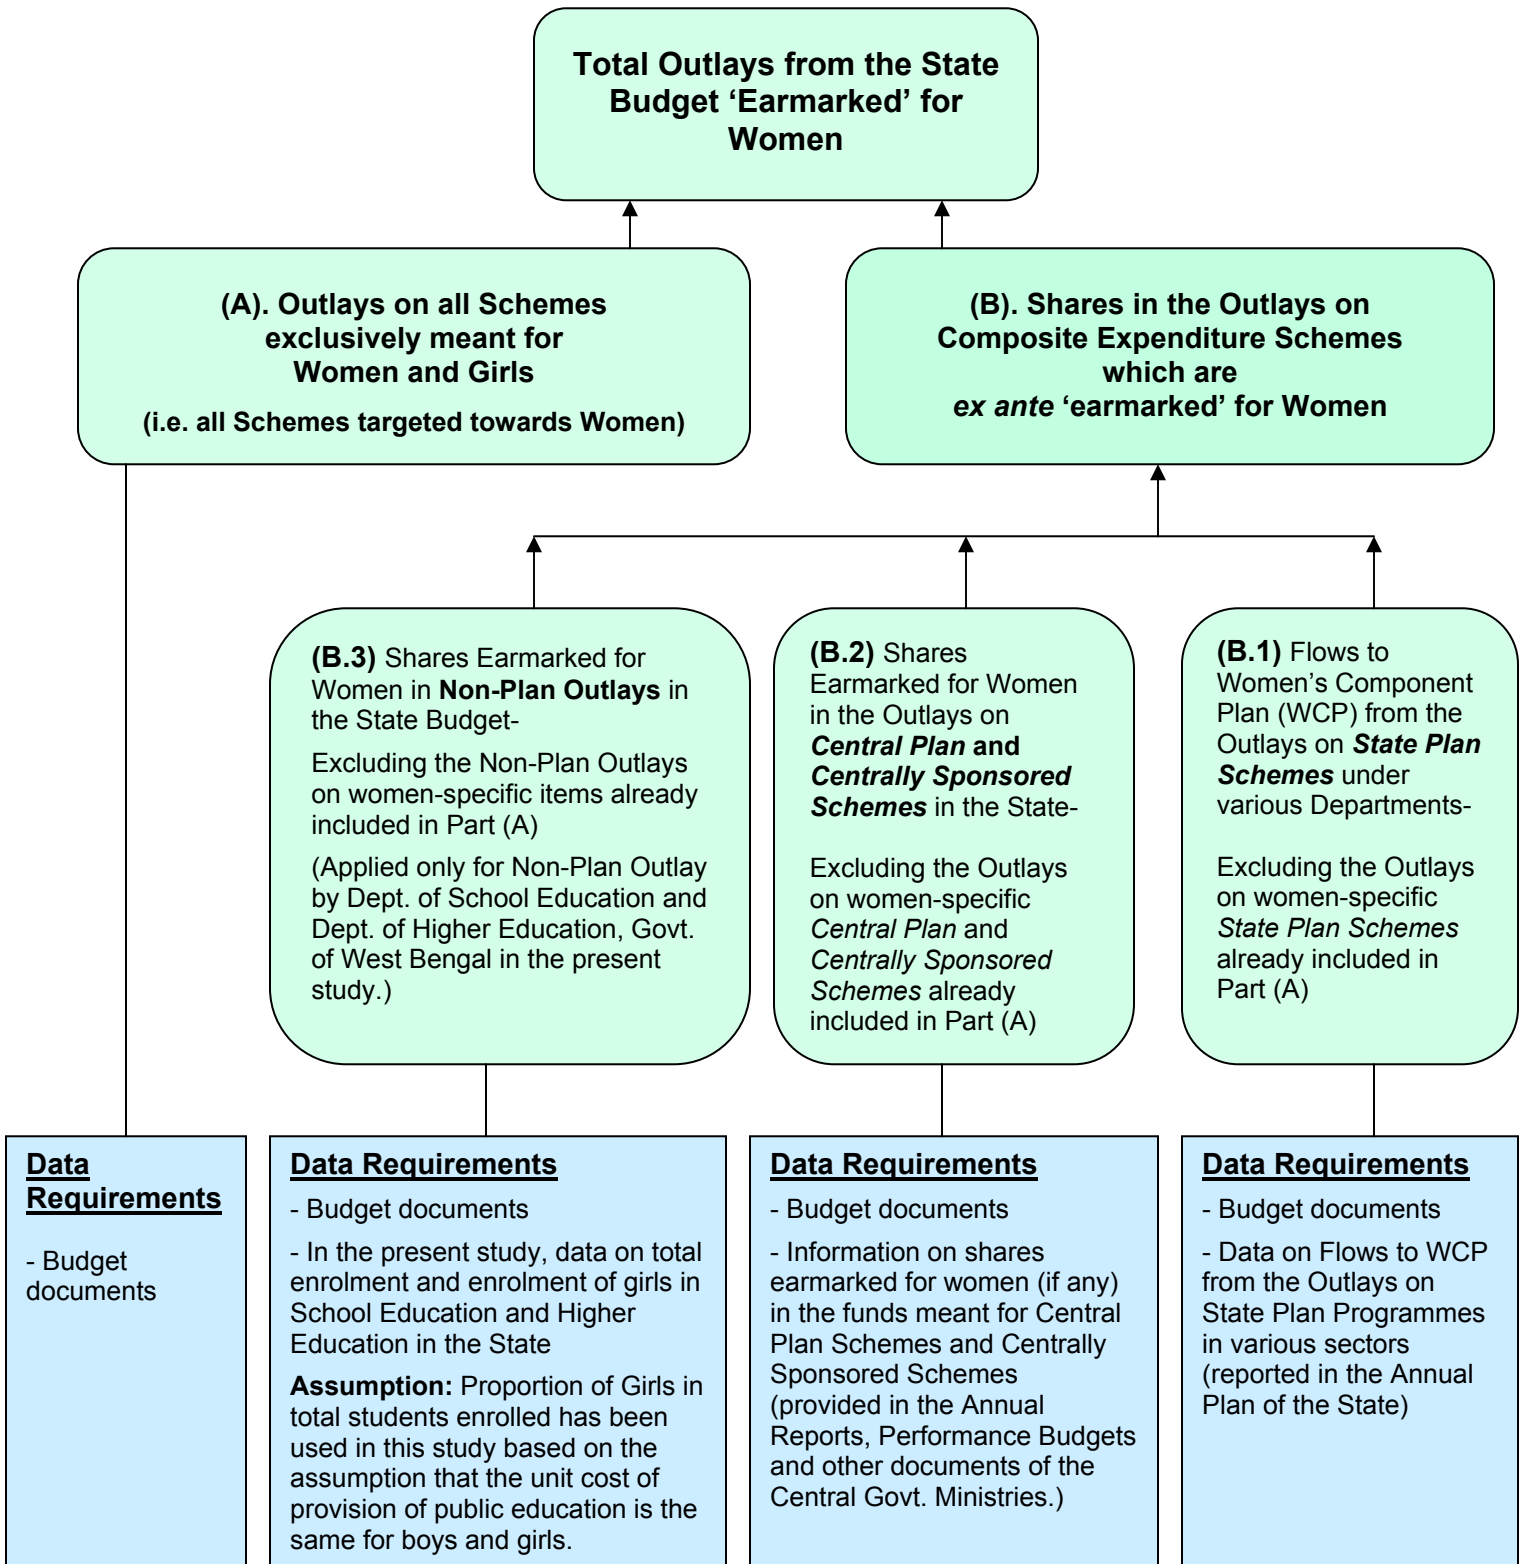 Total Outlays from the State
Budget ‘Earmarked’ for
Women
(A). Outlays on all Schemes
exclusively meant for
Women and Girls
(i.e. all Schemes targeted towards Women)
(B). Shares in the Outlays on
Composite Expenditure Schemes
which are
ex ante ‘earmarked’ for Women
(B.3) Shares Earmarked for
Women in Non-Plan Outlays in
the State Budget-
Excluding the Non-Plan Outlays
on women-specific items already
included in Part (A)
(Applied only for Non-Plan Outlay
by Dept. of School Education and
Dept. of Higher Education, Govt.
of West Bengal in the present
study.)
(B.2) Shares
Earmarked for Women
in the Outlays on
Central Plan and
Centrally Sponsored
Schemes in the State-
Excluding the Outlays
on women-specific
Central Plan and
Centrally Sponsored
Schemes already
included in Part (A)
(B.1) Flows to
Women’s Component
Plan (WCP) from the
Outlays on State Plan
Schemes under
various Departments-
Excluding the Outlays
on women-specific
State Plan Schemes
already included in
Part (A)
Data
Requirements
- Budget
documents
Data Requirements
- Budget documents
- In the present study, data on total
enrolment and enrolment of girls in
School Education and Higher
Education in the State
Assumption: Proportion of Girls in
total students enrolled has been
used in this study based on the
assumption that the unit cost of
provision of public education is the
same for boys and girls.
Data Requirements
- Budget documents
- Information on shares
earmarked for women (if any)
in the funds meant for Central
Plan Schemes and Centrally
Sponsored Schemes
(provided in the Annual
Reports, Performance Budgets
and other documents of the
Central Govt. Ministries.)
Data Requirements
- Budget documents
- Data on Flows to WCP
from the Outlays on
State Plan Programmes
in various sectors
(reported in the Annual
Plan of the State)